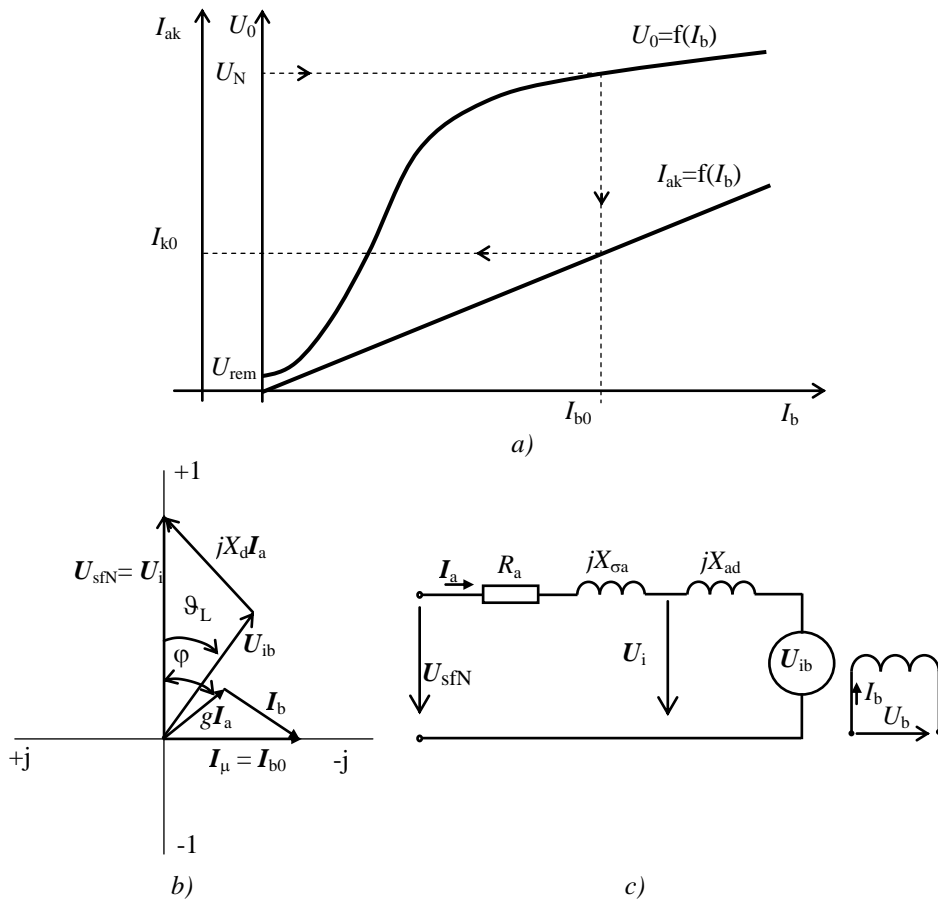 I_ak U_0
U_0=f(I_b)
U_N
I_ak=f(I_b)
I_k0
U_rem
I_b0 I_b
a)
+1
jX_dI_a
U_sfN= U_i
ϑ_L
U_ib
φ
I_b
gI_a
+j I_μ = I_b0 -j
-1
b)
I_a R_a jX_σa jX_ad
U_sfN U_i U_ib
I_b
U_b
c)